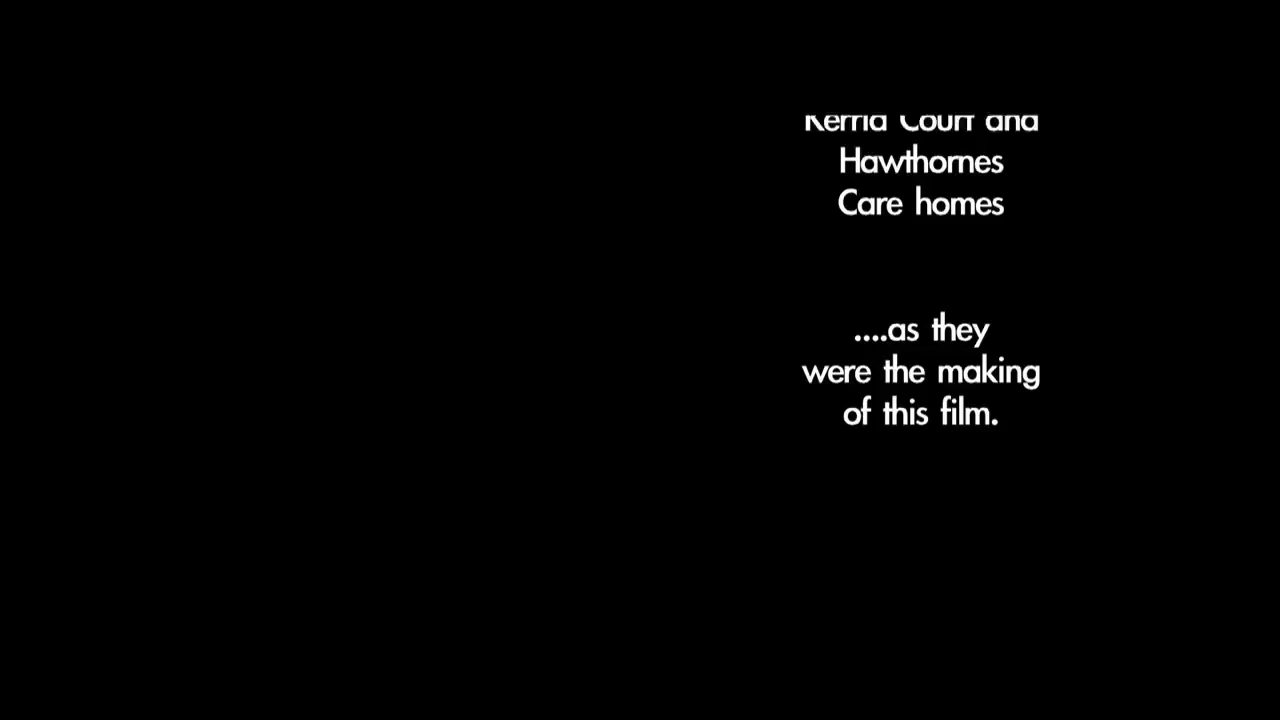 Kerria Court and
Hawthornes
Care homes
....as they
were the making
of this film.